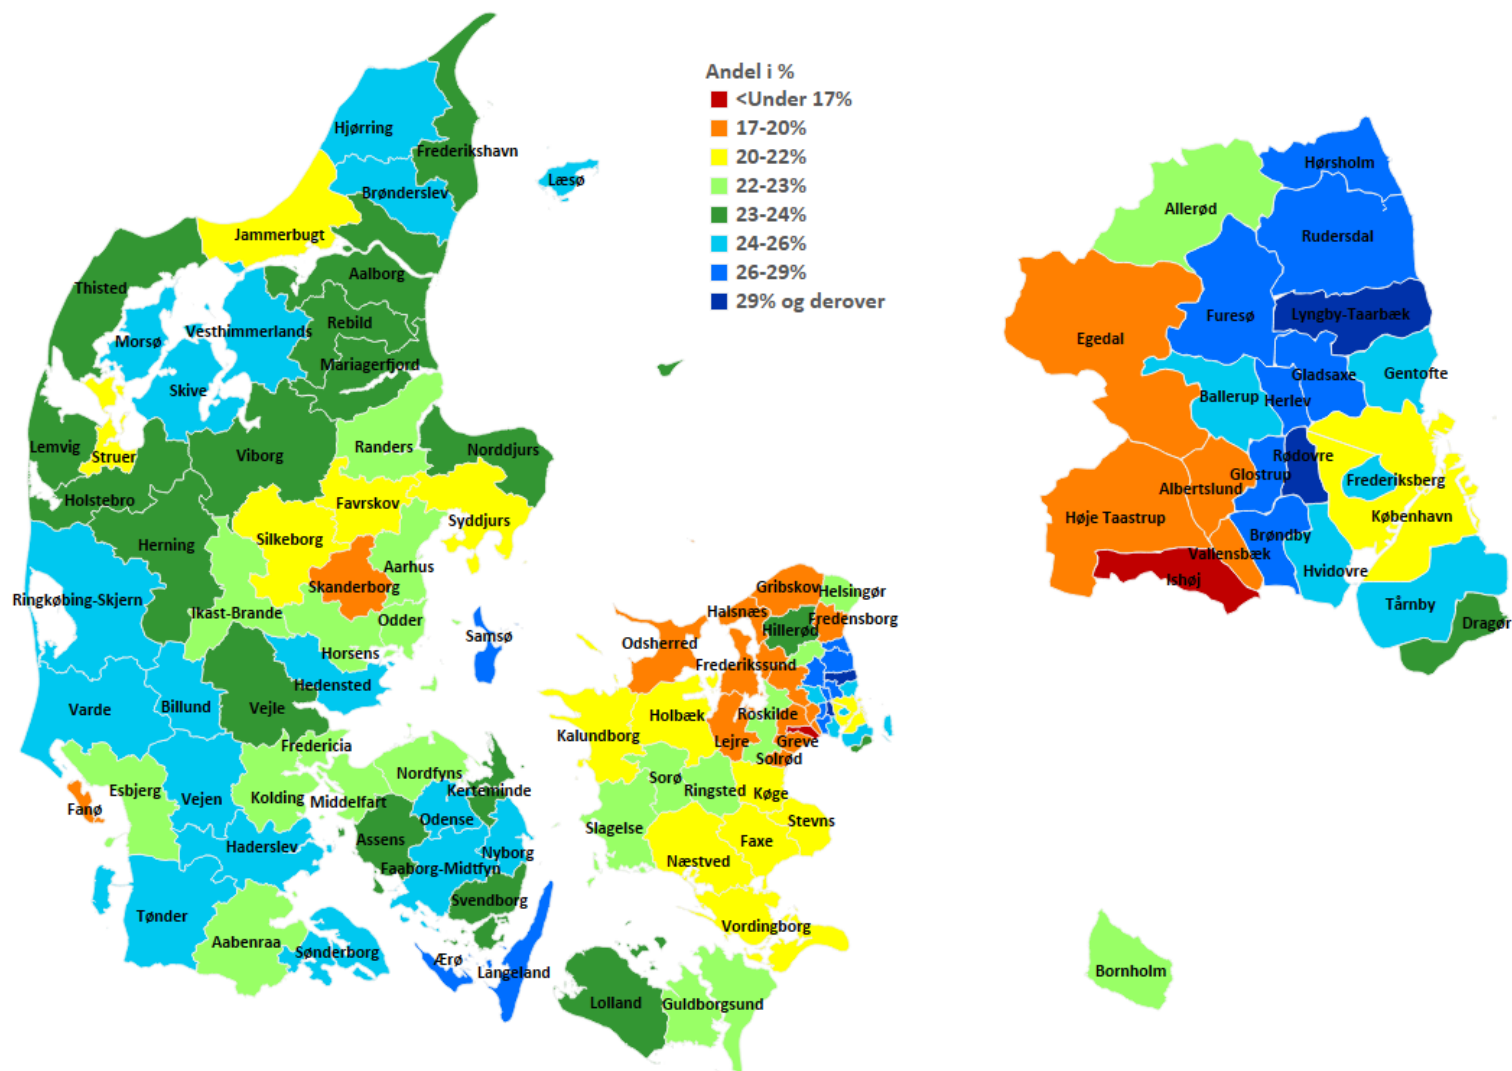 Andel i %
<Under 17%
17-20%
20-22%
22-23%
23-24%
24-26%
26-29%
29% og derover
Hjørring
Frederikshavn
Læsø
Brønderslev
Jammerbugt
Aalborg
Thisted
Rebild
Vesthimmerlands
Morsø
Mariagerfjord
Skive
Lemvig
Struer
Viborg
Randers
Norddjurs
Holstebro
Favrskov
Syddjurs
Silkeborg
Herning
Aarhus
Skanderborg
Ringkøbing-Skjern
Ikast-Brande
Odder
Samsø
Horsens
Hedensted
Varde
Billund
Vejle
Fredericia
Esbjerg
Vejen
Kolding
Middelfart
Nordfyns
Kerteminde
Fanø
Odense
Assens
Haderslev
Nyborg
Faaborg-Midtfyn
Svendborg
Tønder
Aabenraa
Sønderborg
Ærø
Langeland
Gribskov
Helsingør
Halsnæs
Fredensborg
Hillerød
Odsherred
Frederikssund
Roskilde
Holbæk
Kalundborg
Lejre
Greve
Solrød
Sorø
Ringsted
Køge
Slagelse
Stevns
Faxe
Næstved
Vordingborg
Lolland
Guldborgsund
Hørsholm
Allerød
Rudersdal
Furesø
Lyngby-Taarbæk
Egedal
Gladsaxe
Gentofte
Ballerup
Herlev
Rødovre
Glostrup
Frederiksberg
Albertslund
Høje Taastrup
København
Brøndby
Vallensbæk
Hvidovre
Ishøj
Tårnby
Dragør
Bornholm